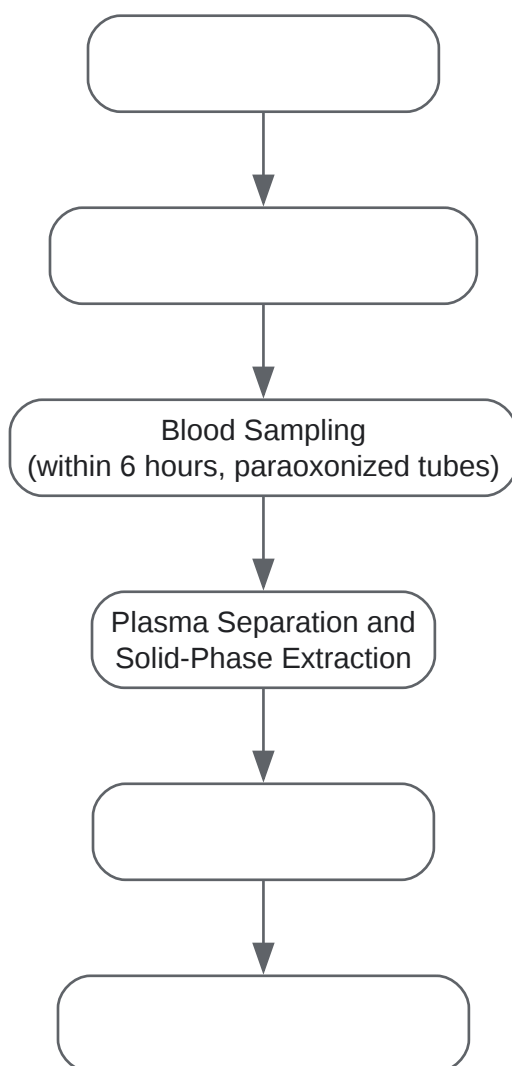 Blood Sampling
(within 6 hours, paraoxonized tubes)
Plasma Separation and
Solid-Phase Extraction